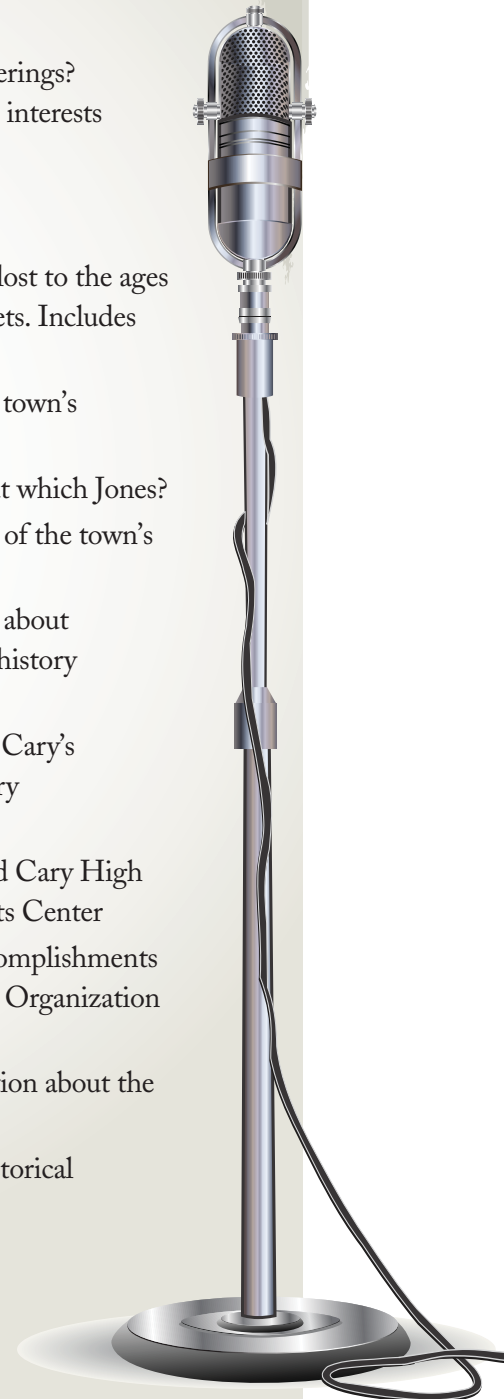 erings?
interests
lost to the ages
ets. Includes
town’s
t which Jones?
of the town’s
about
history
Cary’s
ry
d Cary High
ts Center
omplishments
Organization
ion about the
torical